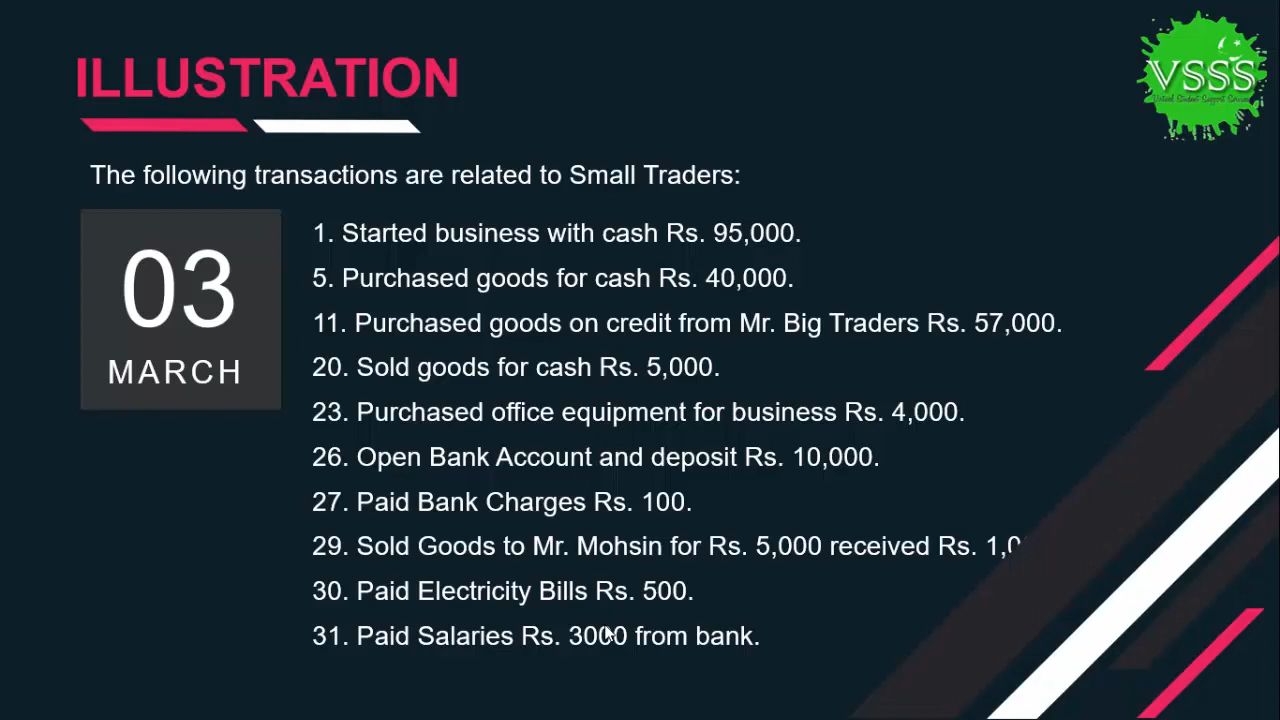 ILLUSTRATION
VSSS
Virtual Student Support Services
The following transactions are related to Small Traders:
03
MARCH
1. Started business with cash Rs. 95,000.
5. Purchased goods for cash Rs. 40,000.
11. Purchased goods on credit from Mr. Big Traders Rs. 57,000.
20. Sold goods for cash Rs. 5,000.
23. Purchased office equipment for business Rs. 4,000.
26. Open Bank Account and deposit Rs. 10,000.
27. Paid Bank Charges Rs. 100.
29. Sold Goods to Mr. Mohsin for Rs. 5,000 received Rs.
30. Paid Electricity Bills Rs. 500.
31. Paid Salaries Rs. 3000 from bank.